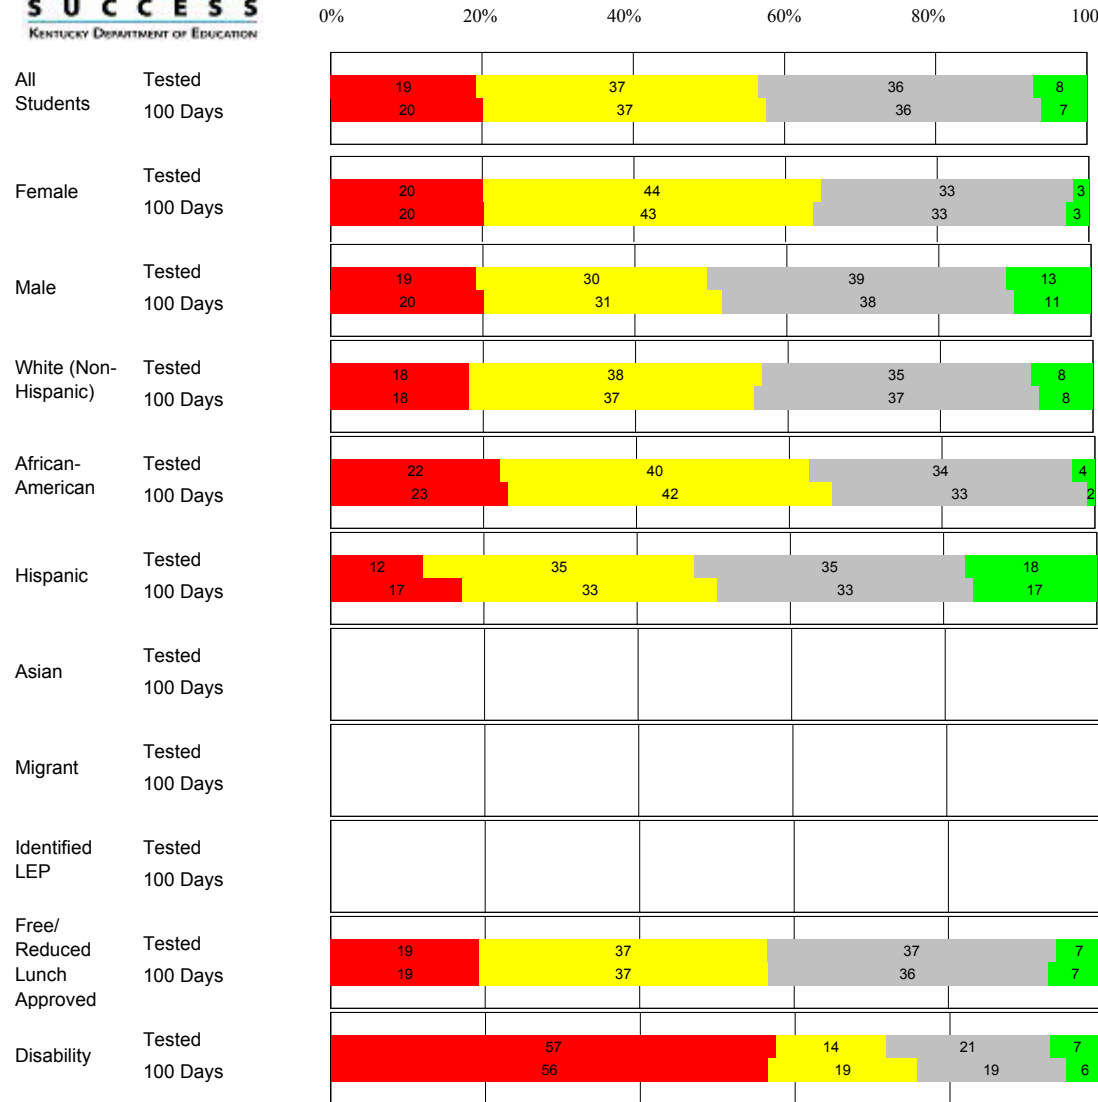 SUCCESS
KENTUCKY DEPARTMENT OF EDUCATION
0% 20% 40% 60% 80% 100
All Students
Tested 19 37 36 8
100 Days 20 37 36 7
Female
Tested 20 44 33 3
100 Days 20 43 33 3
Male
Tested 19 30 39 13
100 Days 20 31 38 11
White (Non-
Hispanic)
Tested 18 38 35 8
100 Days 18 37 37 8
African-
American
Tested 22 40 34 4
100 Days 23 42 33 2
Hispanic
Tested 12 35 35 18
100 Days 17 33 33 17
Asian
Tested
100 Days
Migrant
Tested
100 Days
Identified
LEP
Tested
100 Days
Free/
Reduced
Lunch
Approved
Tested 19 37 37 7
100 Days 19 37 36 7
Disability
Tested 57 14 21 7
100 Days 56 19 19 6